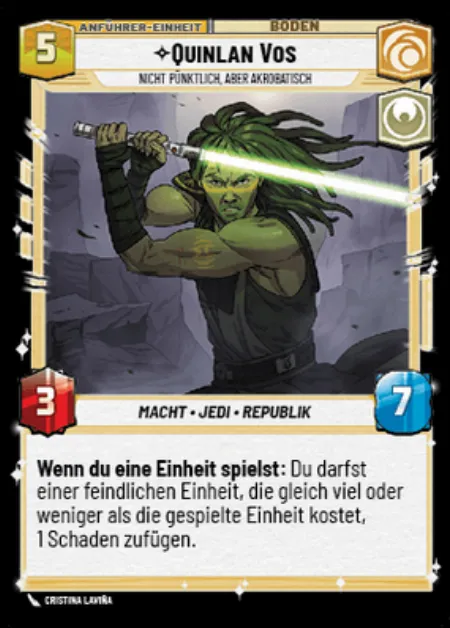 5
ANFÜHRER-EINHEIT
BODEN
✧QUINLAN VOS
NICHT PÜNKTLICH, ABER AKROBATISCH
3
MACHT • JEDI • REPUBLIK
7
Wenn du eine Einheit spielst: Du darfst
einer feindlichen Einheit, die gleich viel oder
weniger als die gespielte Einheit kostet,
1 Schaden zufügen.
CRISTINA LAVIÑA